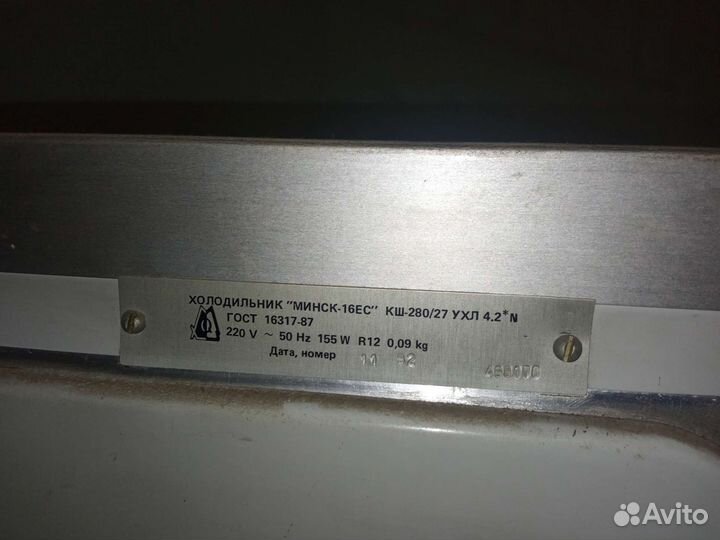 ХОЛОДИЛЬНИК "МИНСК-16ЕС" КШ-280/27 УХЛ 4.2*N
ГОСТ 16317-87
220 V ~ 50 Hz 155 W R12 0,09 kg
Дата, номер 11
Avito